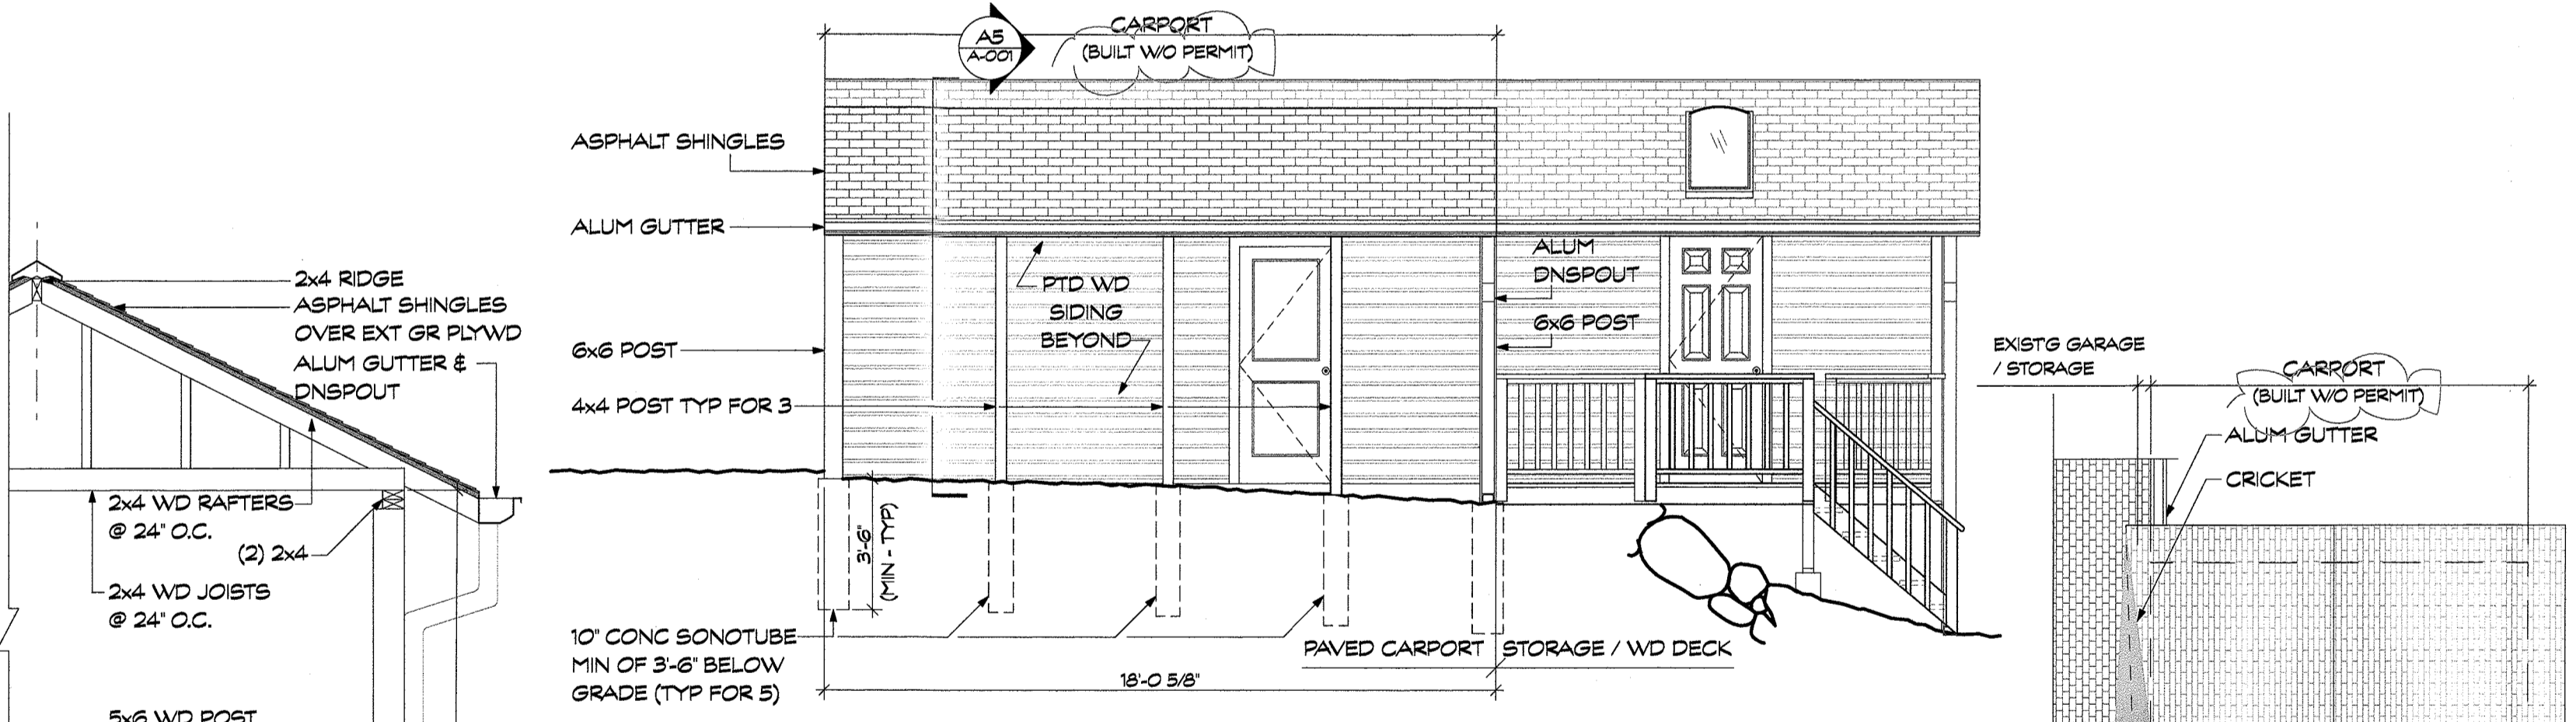 2x4 RIDGE
ASPHALT SHINGLES
OVER EXT GR PLYWD
ALUM GUTTER &
DNSPOUT
2x4 WD RAFTERS
@ 24" O.C.
(2) 2x4
2x4 WD JOISTS
@ 24" O.C.
5x6 WD POST
A5
A-001
CARPORT
(BUILT W/O PERMIT)
ASPHALT SHINGLES
ALUM GUTTER
6x6 POST
4x4 POST TYP FOR 3
PTD WD
SIDING
BEYOND
ALUM
DNSPOUT
6x6 POST
3'-6"
(MIN - TYP)
10" CONC SONOTUBE
MIN OF 3'-6" BELOW
GRADE (TYP FOR 5)
PAVED CARPORT
STORAGE / WD DECK
18'-0 5/8"
EXIST'G GARAGE
/ STORAGE
CARPORT
(BUILT W/O PERMIT)
ALUM GUTTER
CRICKET